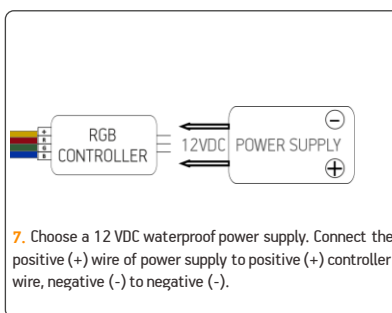 +
R
G
B
RGB
CONTROLLER
12VDC
−
POWER SUPPLY
+
7. Choose a 12 VDC waterproof power supply. Connect the
positive (+) wire of power supply to positive (+) controller
wire, negative (-) to negative (-).